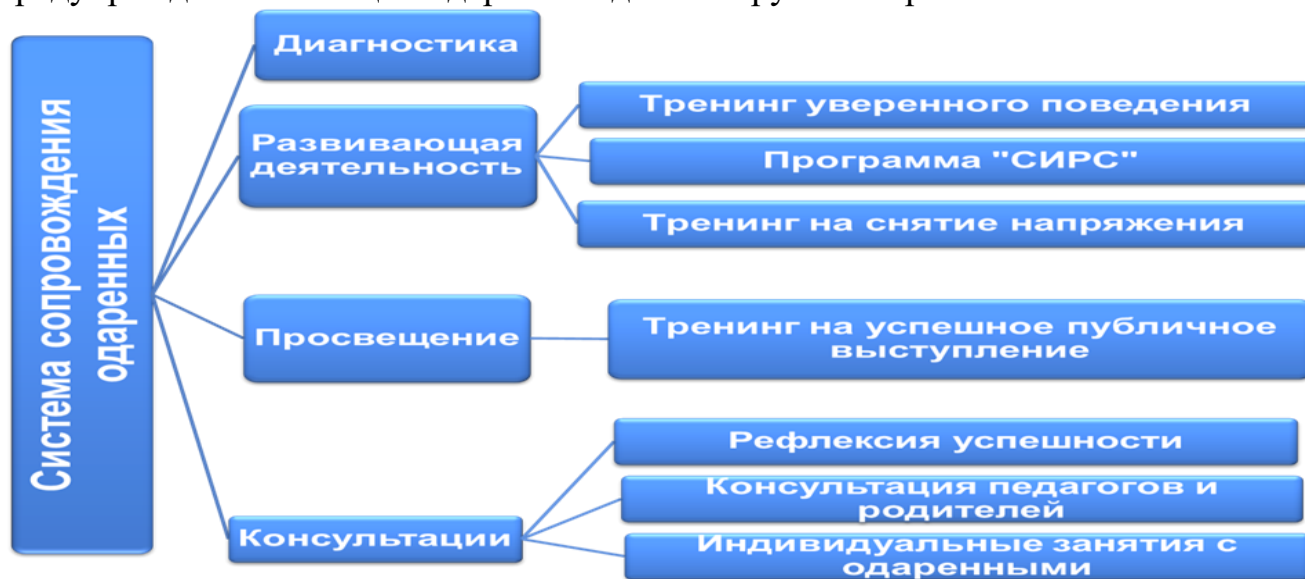 Система сопровождения
одаренных
Диагностика
Развивающая
деятельность
Тренинг уверенного поведения
Программа "СИРС"
Тренинг на снятие напряжения
Просвещение
Тренинг на успешное публичное
выступление
Консультации
Рефлексия успешности
Консультация педагогов и
родителей
Индивидуальные занятия с
одаренными